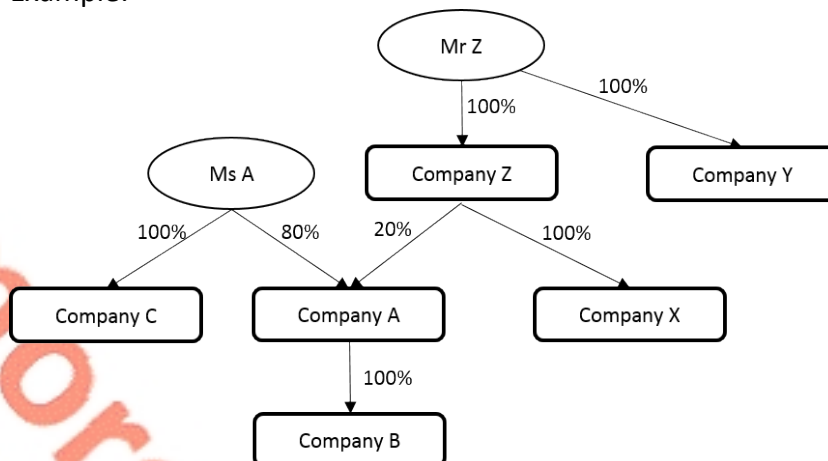 Example:
Mr Z
100%
100%
Ms A
Company Z
Company Y
100%
80%
20%
100%
Company C
Company A
Company X
100%
Company B